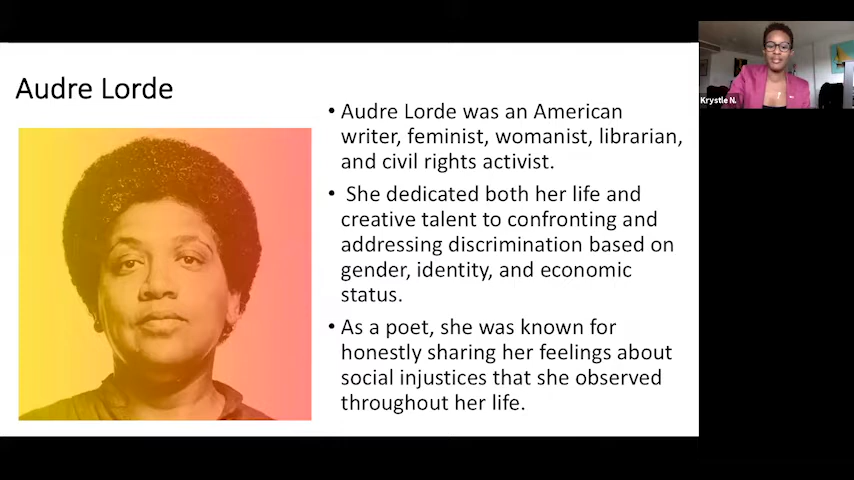 Audre Lorde
• Audre Lorde was an American
writer, feminist, womanist, librarian,
and civil rights activist.
• She dedicated both her life and
creative talent to confronting and
addressing discrimination based on
gender, identity, and economic
status.
• As a poet, she was known for
honestly sharing her feelings about
social injustices that she observed
throughout her life.
Krystle N.